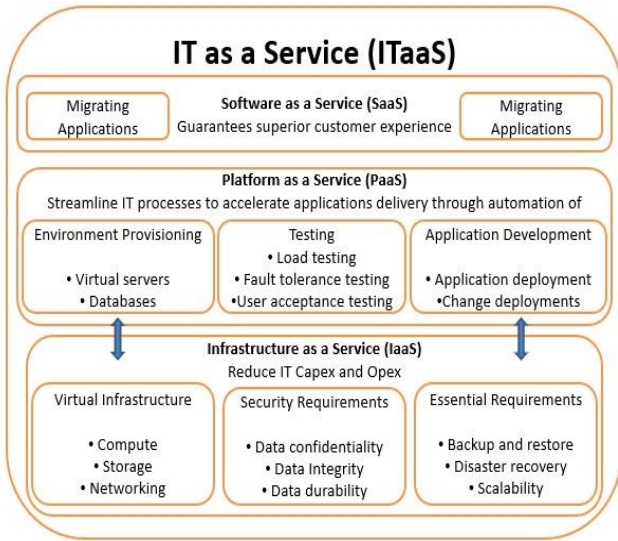 IT as a Service (ITaaS)
Software as a Service (SaaS)
Guarantees superior customer experience
Migrating
Applications
Migrating
Applications
Platform as a Service (PaaS)
Streamline IT processes to accelerate applications delivery through automation of
Environment Provisioning
• Virtual servers
• Databases
Testing
• Load testing
• Fault tolerance testing
•User acceptance testing
Application Development
• Application deployment
•Change deployments
Infrastructure as a Service (IaaS)
Reduce IT Capex and Opex
Virtual Infrastructure
• Compute
• Storage
• Networking
Security Requirements
• Data confidentiality
• Data Integrity
• Data durability
Essential Requirements
• Backup and restore
• Disaster recovery
• Scalability